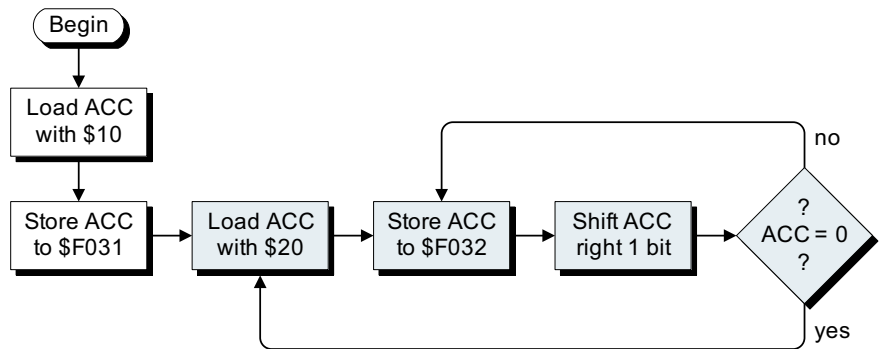 Begin
Load ACC
with $10
Store ACC
to $F031
Load ACC
with $20
Store ACC
to $F032
Shift ACC
right 1 bit
?
ACC = 0
?
no
yes